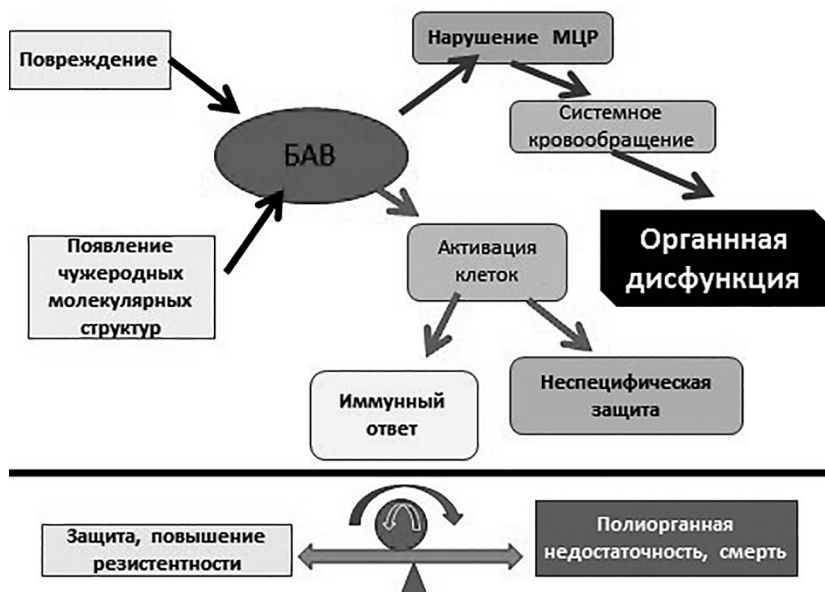 Повреждение
Нарушение МЦР
Системное
кровообращение
БАВ
Появление
чужеродных
молекулярных
структур
Активация
клеток
Органнная
дисфункция
Иммунный
ответ
Неспецифическая
защита
Защита, повышение
резистентности
Полиорганная
недостаточность, смерть